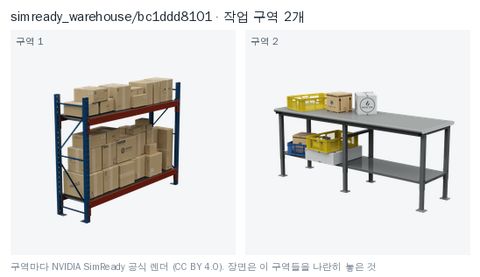 simready_warehouse/bc1ddd8101 · 작업 구역 2개
구역 1
구역 2
구역마다 NVIDIA SimReady 공식 렌더 (CC BY 4.0). 장면은 이 구역들을 나란히 놓은 것